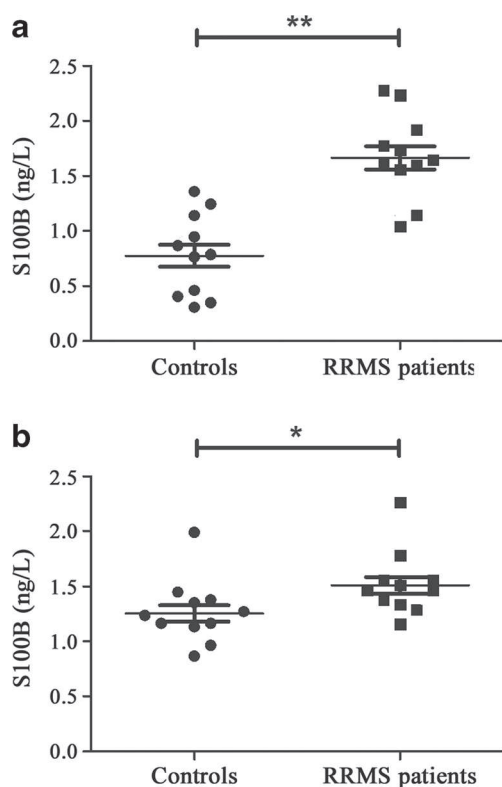 a
**
S100B (ng/L)
2.5
2.0
1.5
1.0
0.5
0.0
Controls RRMS patients
b
*
S100B (ng/L)
2.5
2.0
1.5
1.0
0.5
0.0
Controls RRMS patients